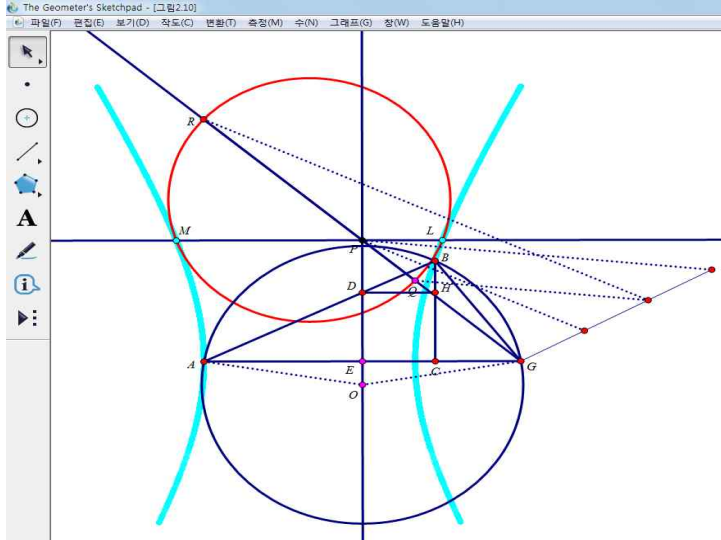 The Geometer's Sketchpad - [그림2.10]
파일(F) 편집(E) 보기(D) 작도(C) 변환(T) 측정(M) 수(N) 그래프(G) 창(W) 도움말(H)
R
M
L
P
B
D
Q
H
A
E
C
G
O
A